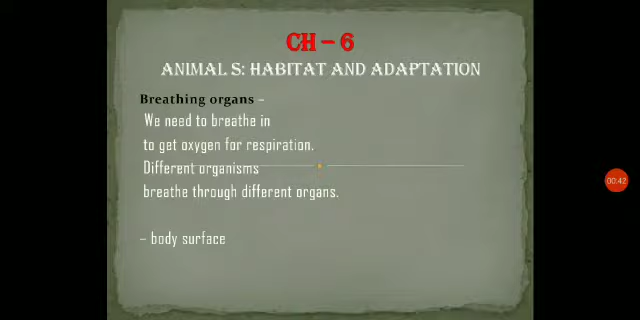 CH – 6
ANIMAL S: HABITAT AND ADAPTATION
Breathing organs –
We need to breathe in
to get oxygen for respiration.
Different organisms
breathe through different organs.
– body surface
00:42